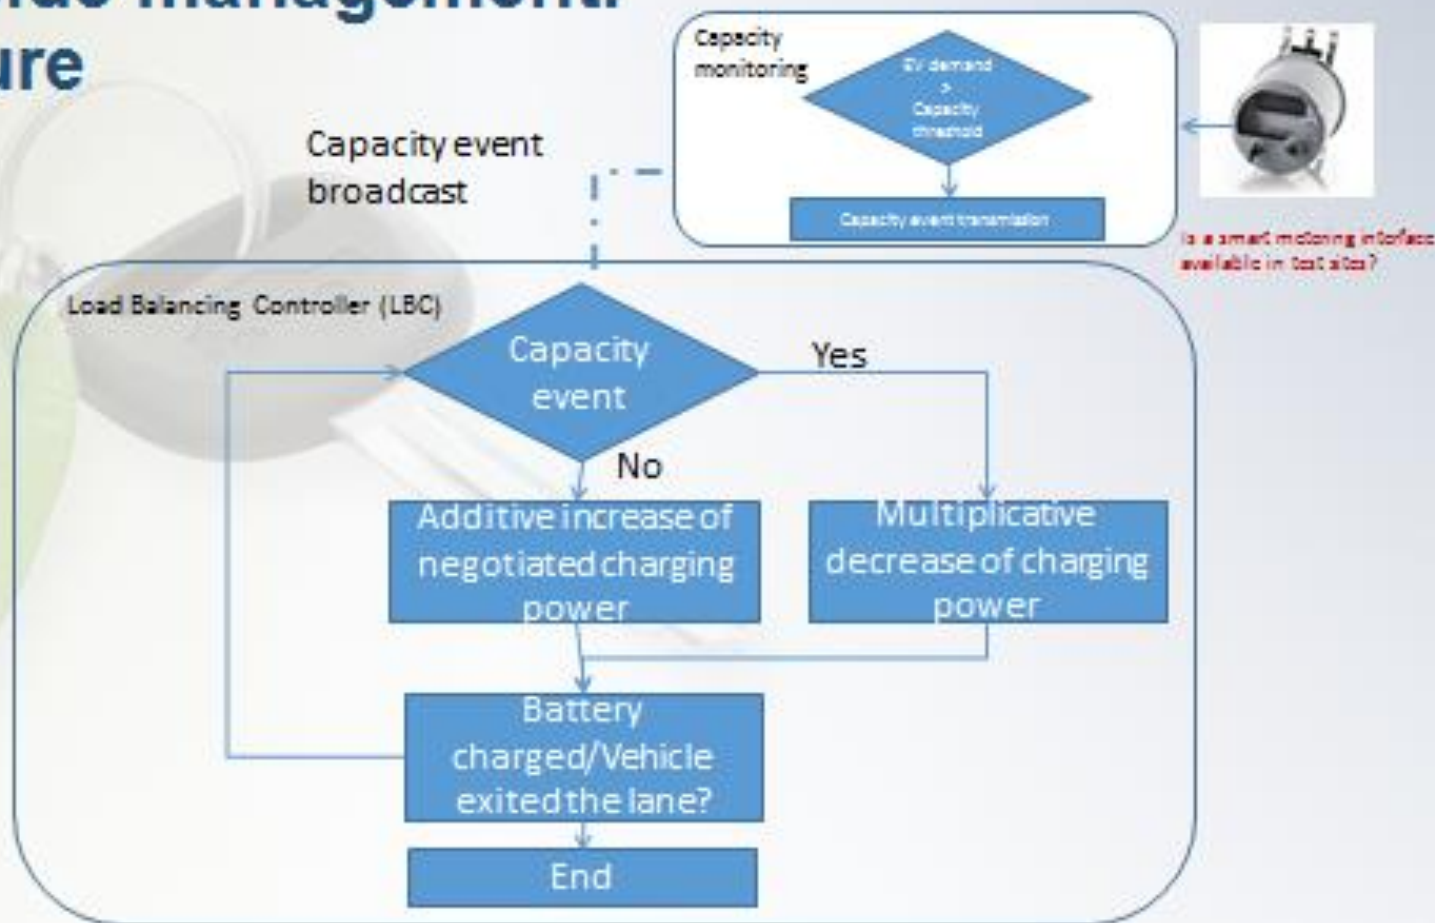 management:
ure
Capacity
monitoring
EV demand
>
Capacity
threshold
Capacity event transmission
Capacity event
broadcast
Is a smart metering interface
available in test sites?
Load Balancing Controller (LBC)
Capacity
event
Yes
No
Additive increase of
negotiated charging
power
Multiplicative
decrease of charging
power
Battery
charged/Vehicle
exited the lane?
End